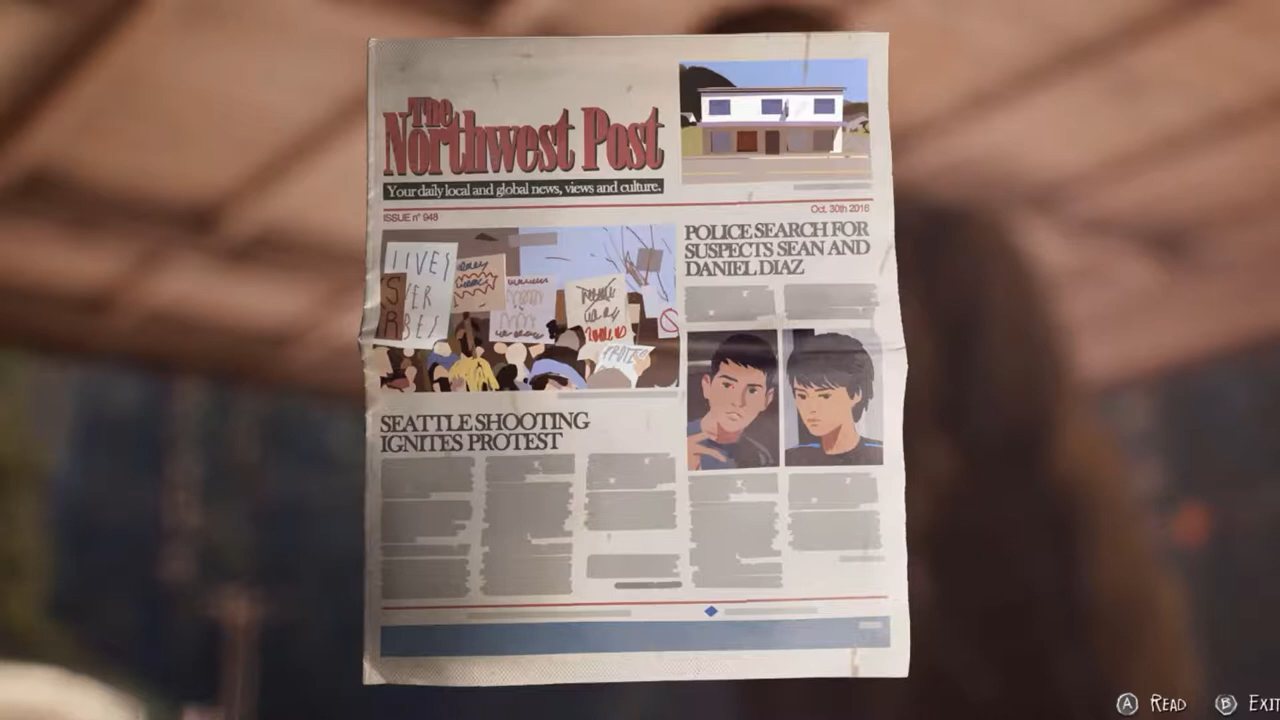 The
Northwest Post
Your daily local and global news, views and culture.
ISSUE n° 948
Oct. 30th 2016
POLICE SEARCH FOR
SUSPECTS SEAN AND
DANIEL DIAZ
LIVES
SEATTLE SHOOTING
IGNITES PROTEST
A READ B EXIT